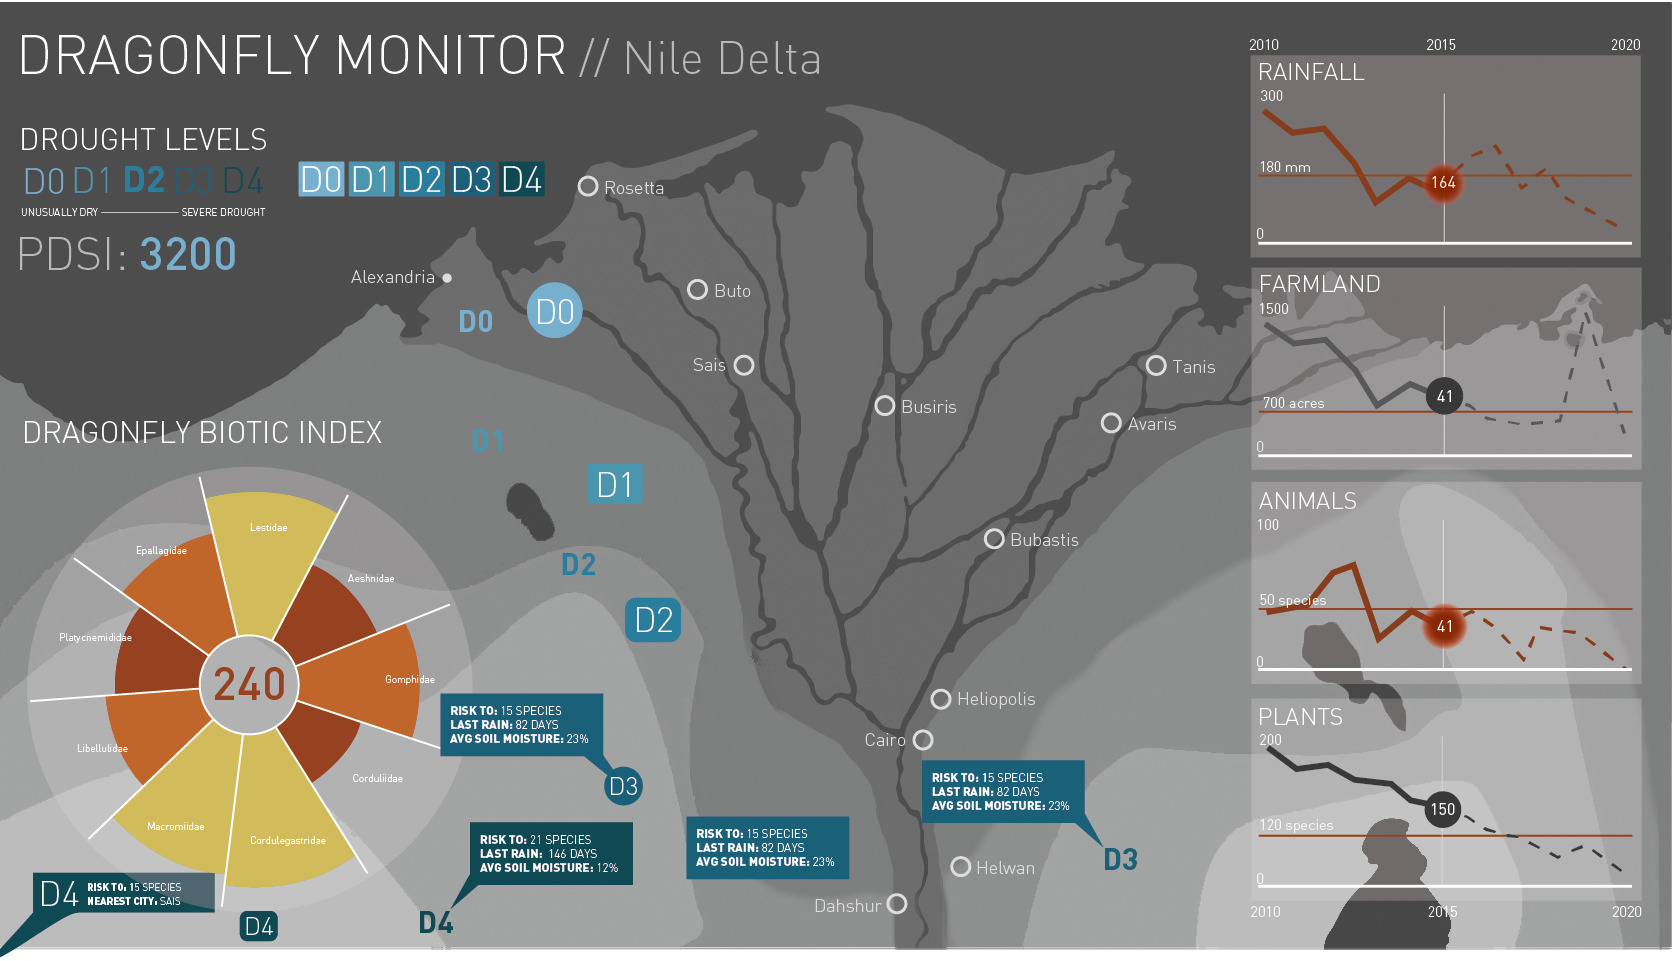 DRAGONFLY MONITOR // Nile Delta
DROUGHT LEVELS
D0 D1 D2 D3 D4
D0 D1 D2 D3 D4
UNUSUALLY DRY SEVERE DROUGHT
PDSI: 3200
Rosetta
Alexandria
Buto
D0
D0
Sais
Busiris
Tanis
Avaris
D1
D1
D2
D2
Bubastis
Heliopolis
Cairo
Helwan
Dahshur
DRAGONFLY BIOTIC INDEX
Lestidae
Epallagidae
Aeshnidae
Platycnemididae
Gomphidae
240
Libellulidae
Corduliidae
Macromiidae
Cordulegastridae
RISK TO: 15 SPECIES
LAST RAIN: 82 DAYS
AVG SOIL MOISTURE: 23%
D3
RISK TO: 21 SPECIES
LAST RAIN: 146 DAYS
AVG SOIL MOISTURE: 12%
D4
RISK TO: 15 SPECIES
LAST RAIN: 82 DAYS
AVG SOIL MOISTURE: 23%
RISK TO: 15 SPECIES
LAST RAIN: 82 DAYS
AVG SOIL MOISTURE: 23%
D3
D4
RISK TO: 15 SPECIES
NEAREST CITY: SAIS
D4
2010 2015 2020
RAINFALL
300
180 mm
164
0
FARMLAND
1500
700 acres
41
0
ANIMALS
100
50 species
41
0
PLANTS
200
150
120 species
0
2010 2015 2020